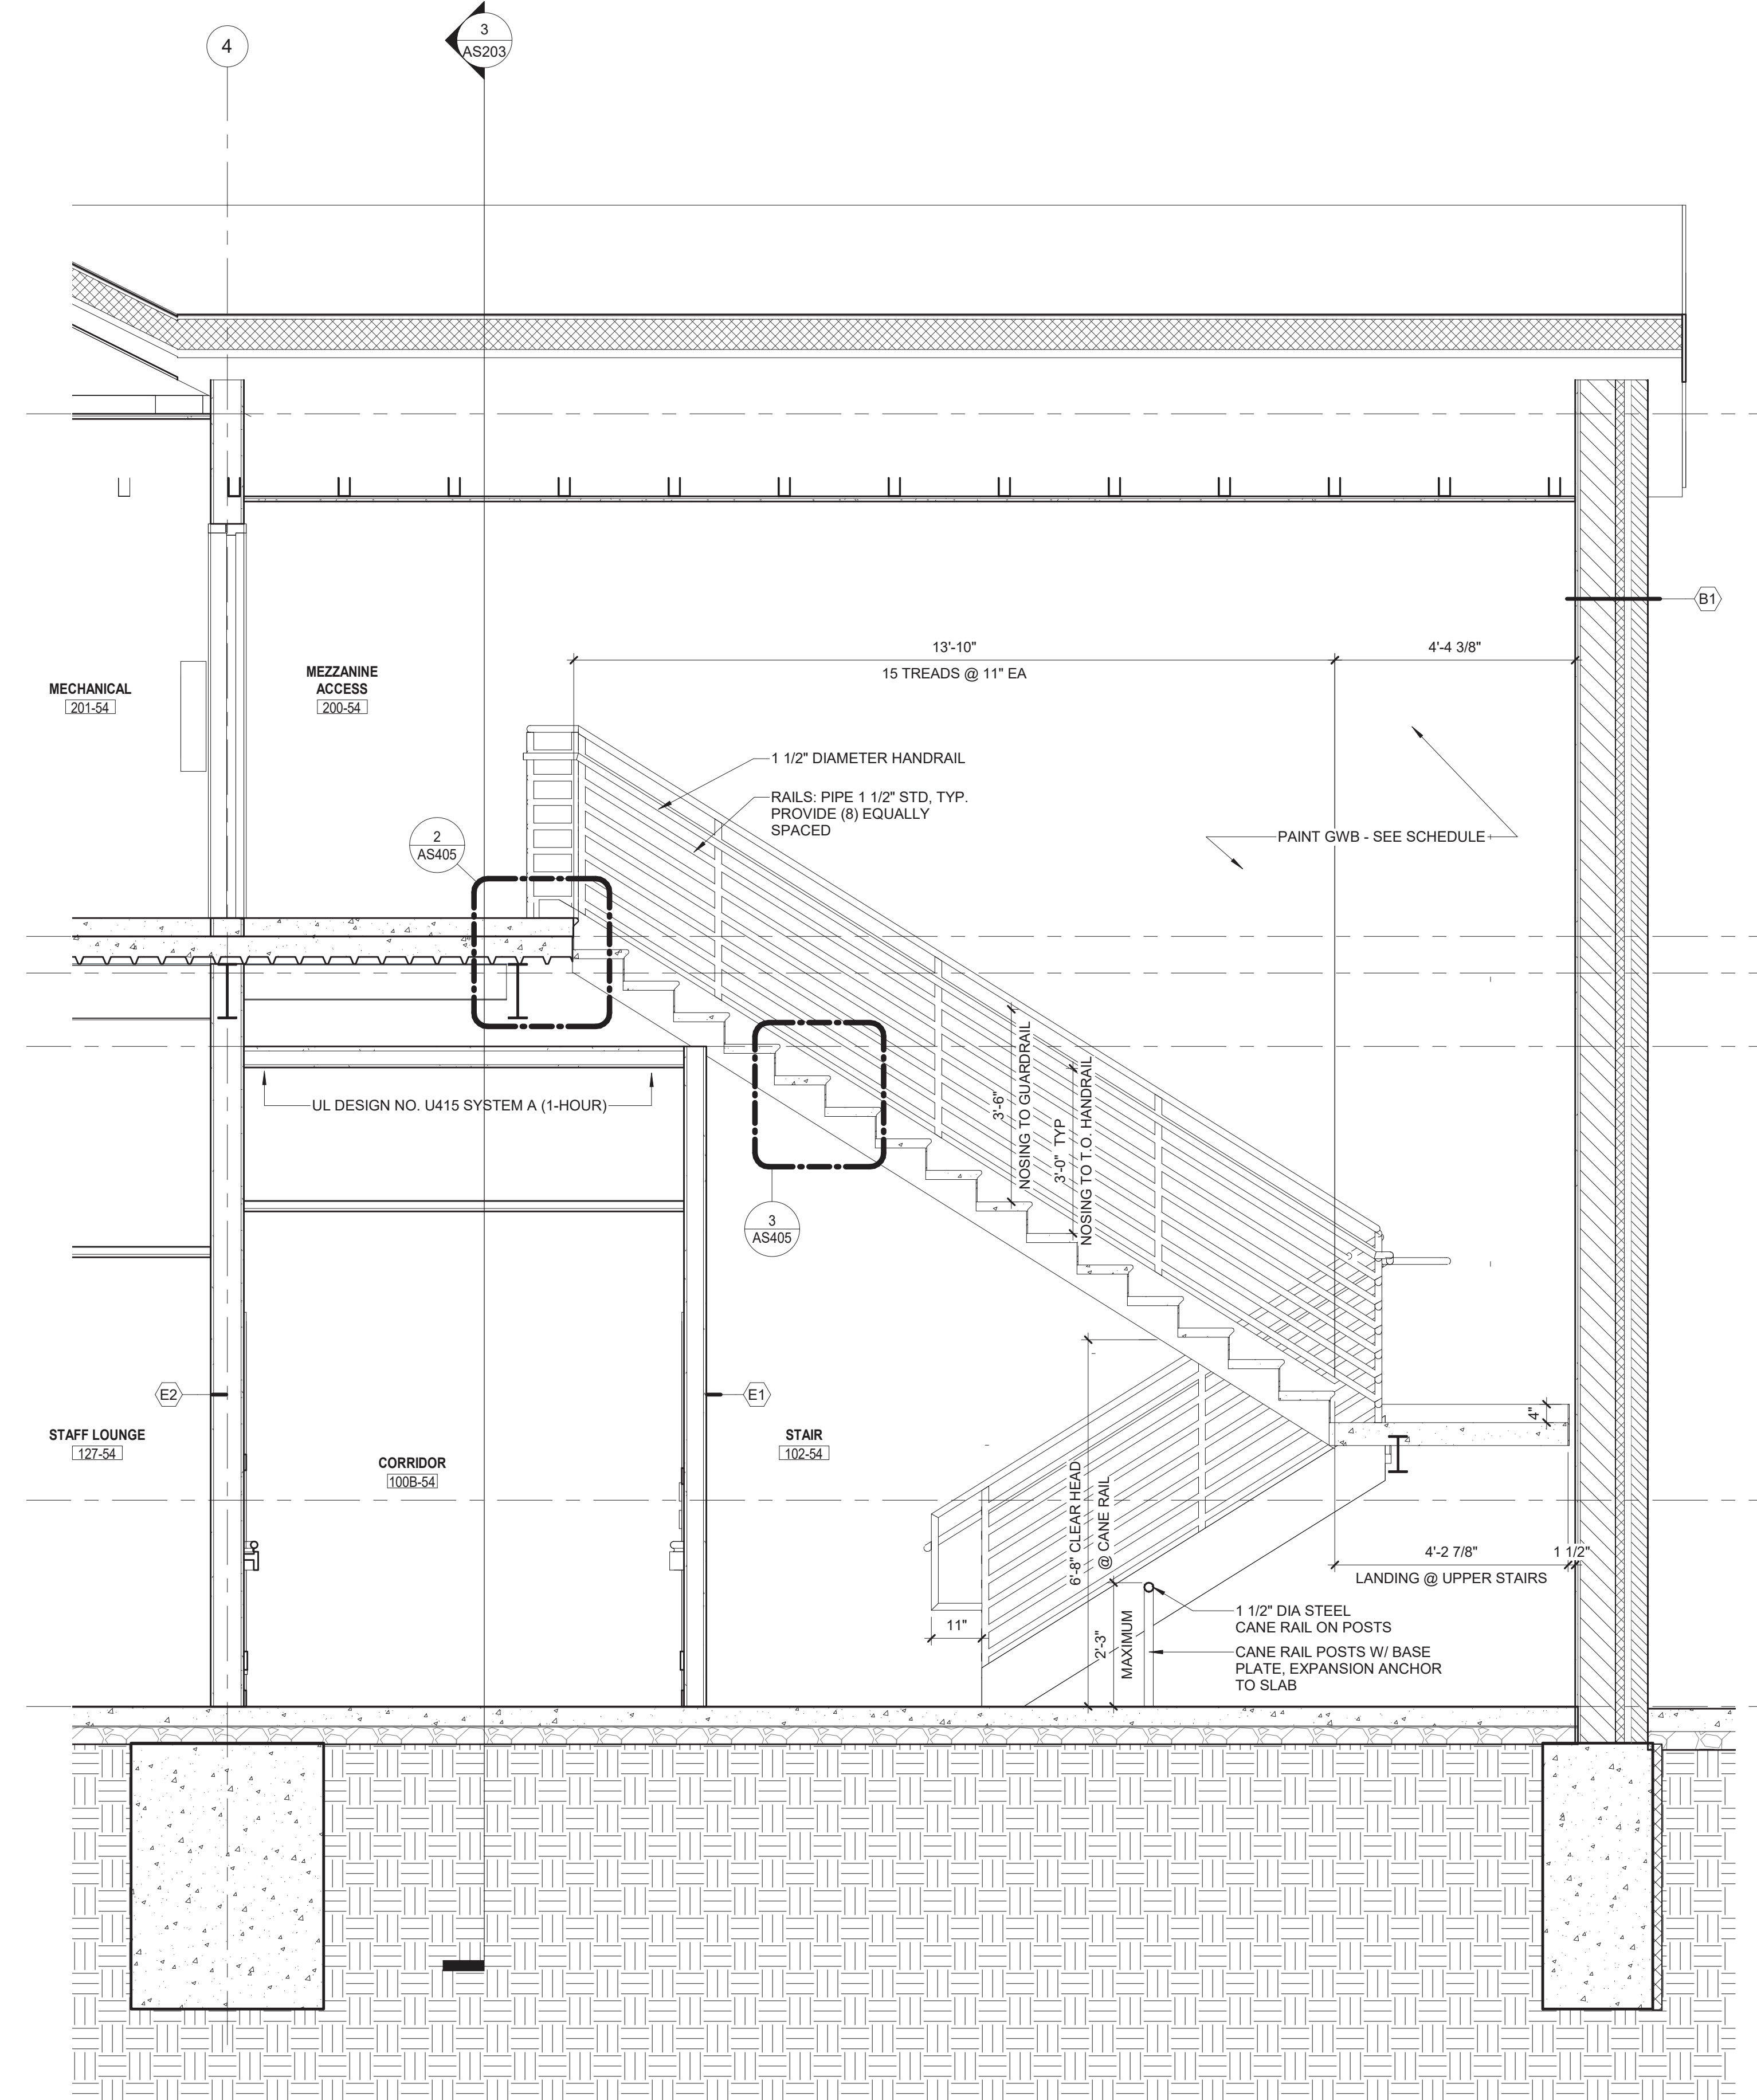 4
3
AS203
B1
13'-10"
4'-4 3/8"
15 TREADS @ 11" EA
MECHANICAL
201-54
MEZZANINE
ACCESS
200-54
1 1/2" DIAMETER HANDRAIL
RAILS: PIPE 1 1/2" STD, TYP.
PROVIDE (8) EQUALLY
SPACED
2
AS405
PAINT GWB - SEE SCHEDULE
UL DESIGN NO. U415 SYSTEM A (1-HOUR)
3'-6"
NOSING TO GUARDRAIL
3'-0" TYP
NOSING TO T.O. HANDRAIL
3
AS405
E2
E1
STAFF LOUNGE
127-54
CORRIDOR
100B-54
STAIR
102-54
4"
6'-8" CLEAR HEAD
@ CANE RAIL
4'-2 7/8"
1 1/2"
LANDING @ UPPER STAIRS
11"
2'-3"
MAXIMUM
1 1/2" DIA STEEL
CANE RAIL ON POSTS
CANE RAIL POSTS W/ BASE
PLATE, EXPANSION ANCHOR
TO SLAB